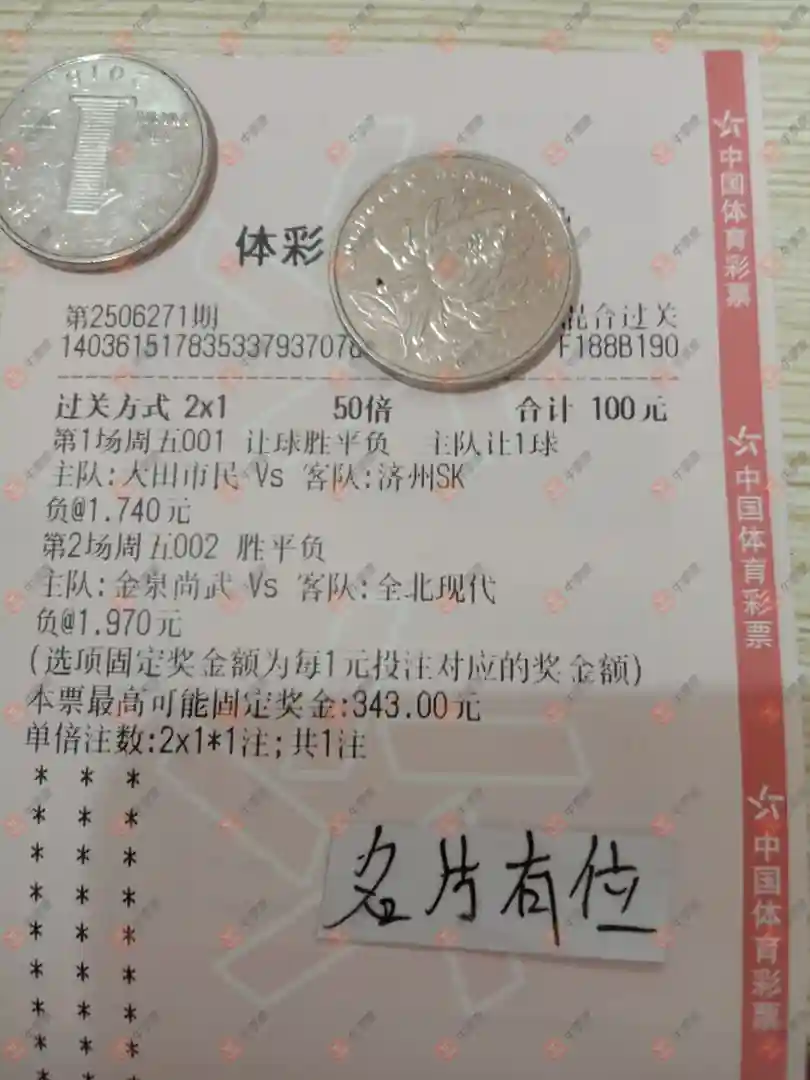 体彩
第2506271期
混合过关
14036151783533793707
F188B190
过关方式 2x1 50倍 合计 100元
第1场周五001 让球胜平负 主队让1球
主队:大田市民 Vs 客队:济州SK
负@1.740元
第2场周五002 胜平负
主队:金泉尚武 Vs 客队:全北现代
负@1.970元
(选项固定奖金额为每1元投注对应的奖金额)
本票最高可能固定奖金:343.00元
单倍注数:2x1*1注;共1注
* * *
* * *
* * *
* * *
* * *
* * *
* * *
* * *
名片有位
中国体育彩票
中国体育彩票
中国体育彩票